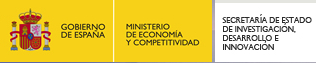 GOBIERNO
DE ESPAÑA
MINISTERIO
DE ECONOMÍA
Y COMPETITIVIDAD
SECRETARÍA DE ESTADO
DE INVESTIGACIÓN,
DESARROLLO E
INNOVACIÓN